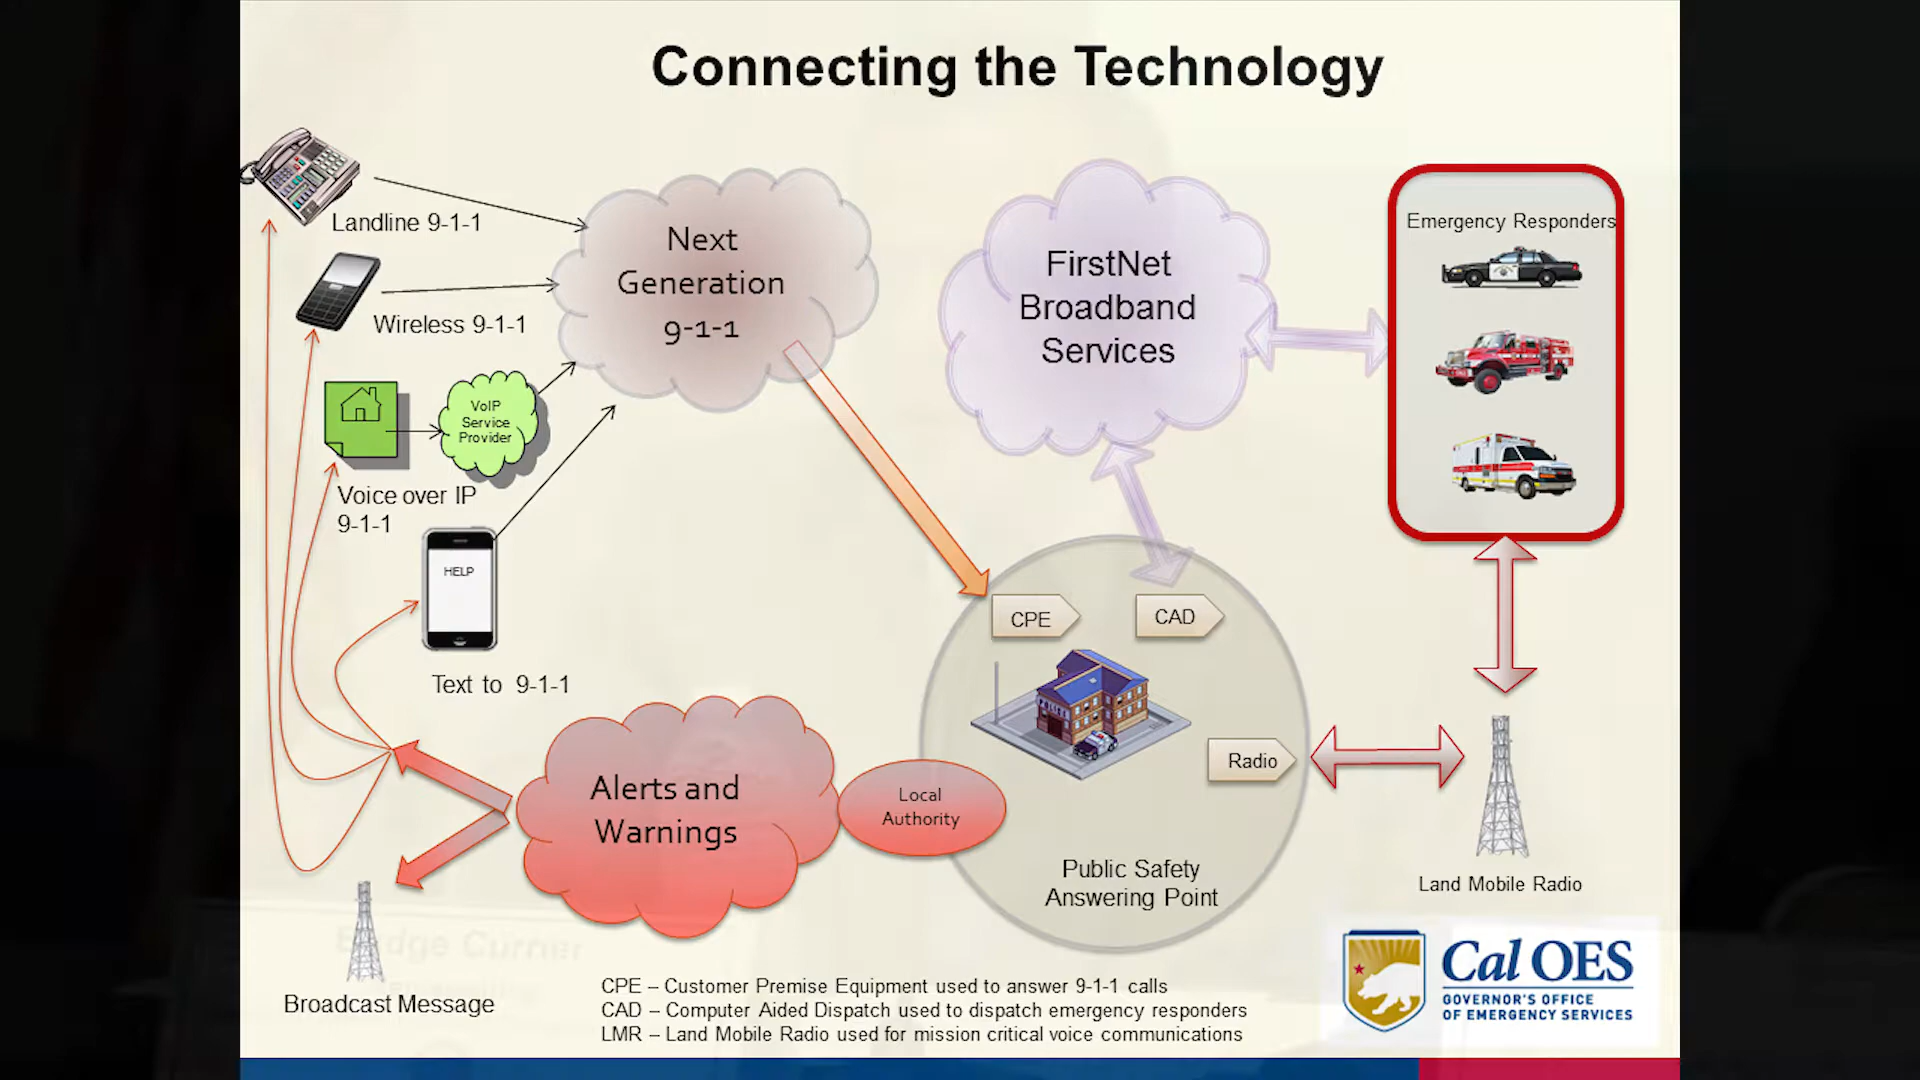 Connecting the Technology
Landline 9-1-1
Wireless 9-1-1
VoIP
Service
Provider
Voice over IP
9-1-1
HELP
Text to 9-1-1
Next
Generation
9-1-1
FirstNet
Broadband
Services
Emergency Responders
CPE
CAD
POLICE
Radio
Local
Authority
Alerts and
Warnings
Public Safety
Answering Point
Land Mobile Radio
Broadcast Message
CPE – Customer Premise Equipment used to answer 9-1-1 calls
CAD – Computer Aided Dispatch used to dispatch emergency responders
LMR – Land Mobile Radio used for mission critical voice communications
Cal OES
GOVERNOR'S OFFICE
OF EMERGENCY SERVICES